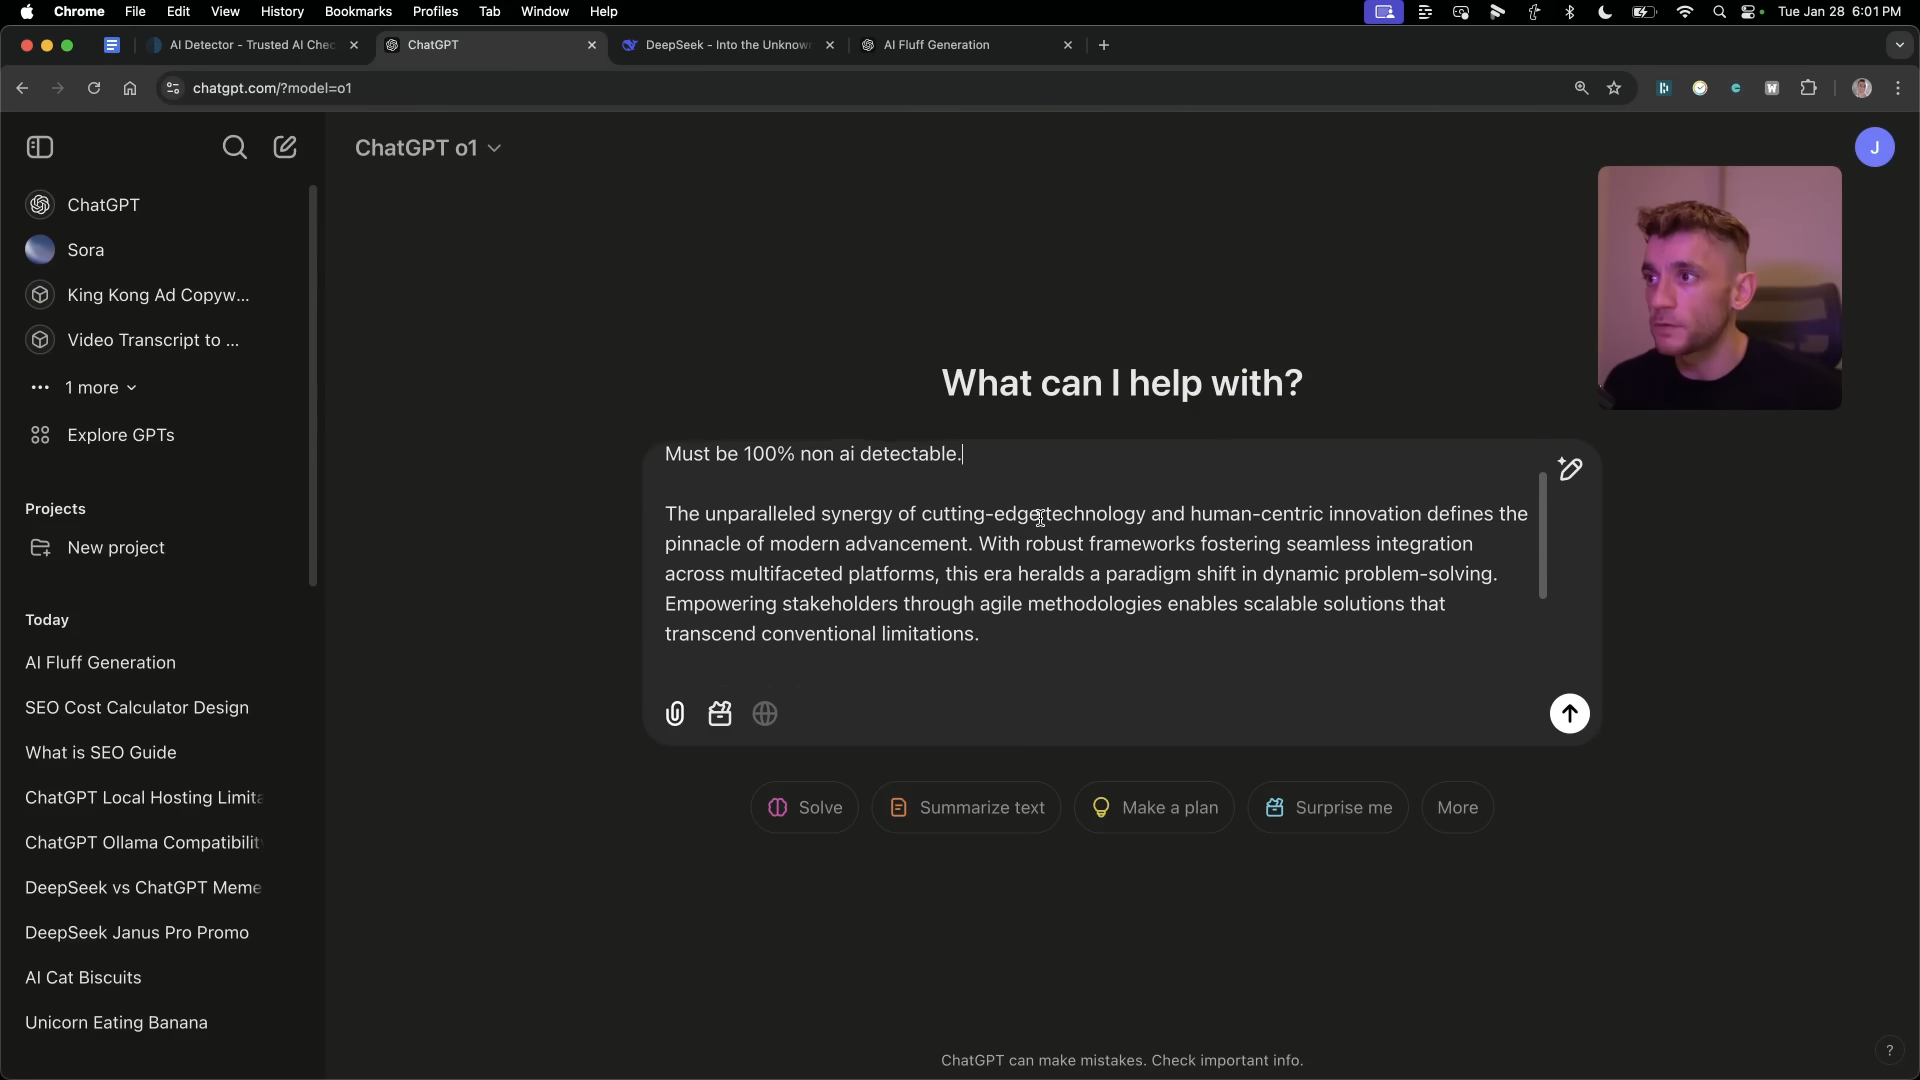 Chrome File Edit View History Bookmarks Profiles Tab Window Help Tue Jan 28 6:01 PM
AI Detector - Trusted AI Chec
ChatGPT
DeepSeek - Into the Unknow
AI Fluff Generation
chatgpt.com/?model=o1
ChatGPT o1
J
ChatGPT
Sora
King Kong Ad Copyw...
Video Transcript to ...
1 more
Explore GPTs
Projects
New project
Today
AI Fluff Generation
SEO Cost Calculator Design
What is SEO Guide
ChatGPT Local Hosting Limita
ChatGPT Ollama Compatibilit
DeepSeek vs ChatGPT Meme
DeepSeek Janus Pro Promo
AI Cat Biscuits
Unicorn Eating Banana
What can I help with?
Must be 100% non ai detectable.
The unparalleled synergy of cutting-edge technology and human-centric innovation defines the
pinnacle of modern advancement. With robust frameworks fostering seamless integration
across multifaceted platforms, this era heralds a paradigm shift in dynamic problem-solving.
Empowering stakeholders through agile methodologies enables scalable solutions that
transcend conventional limitations.
Solve
Summarize text
Make a plan
Surprise me
More
ChatGPT can make mistakes. Check important info.
?